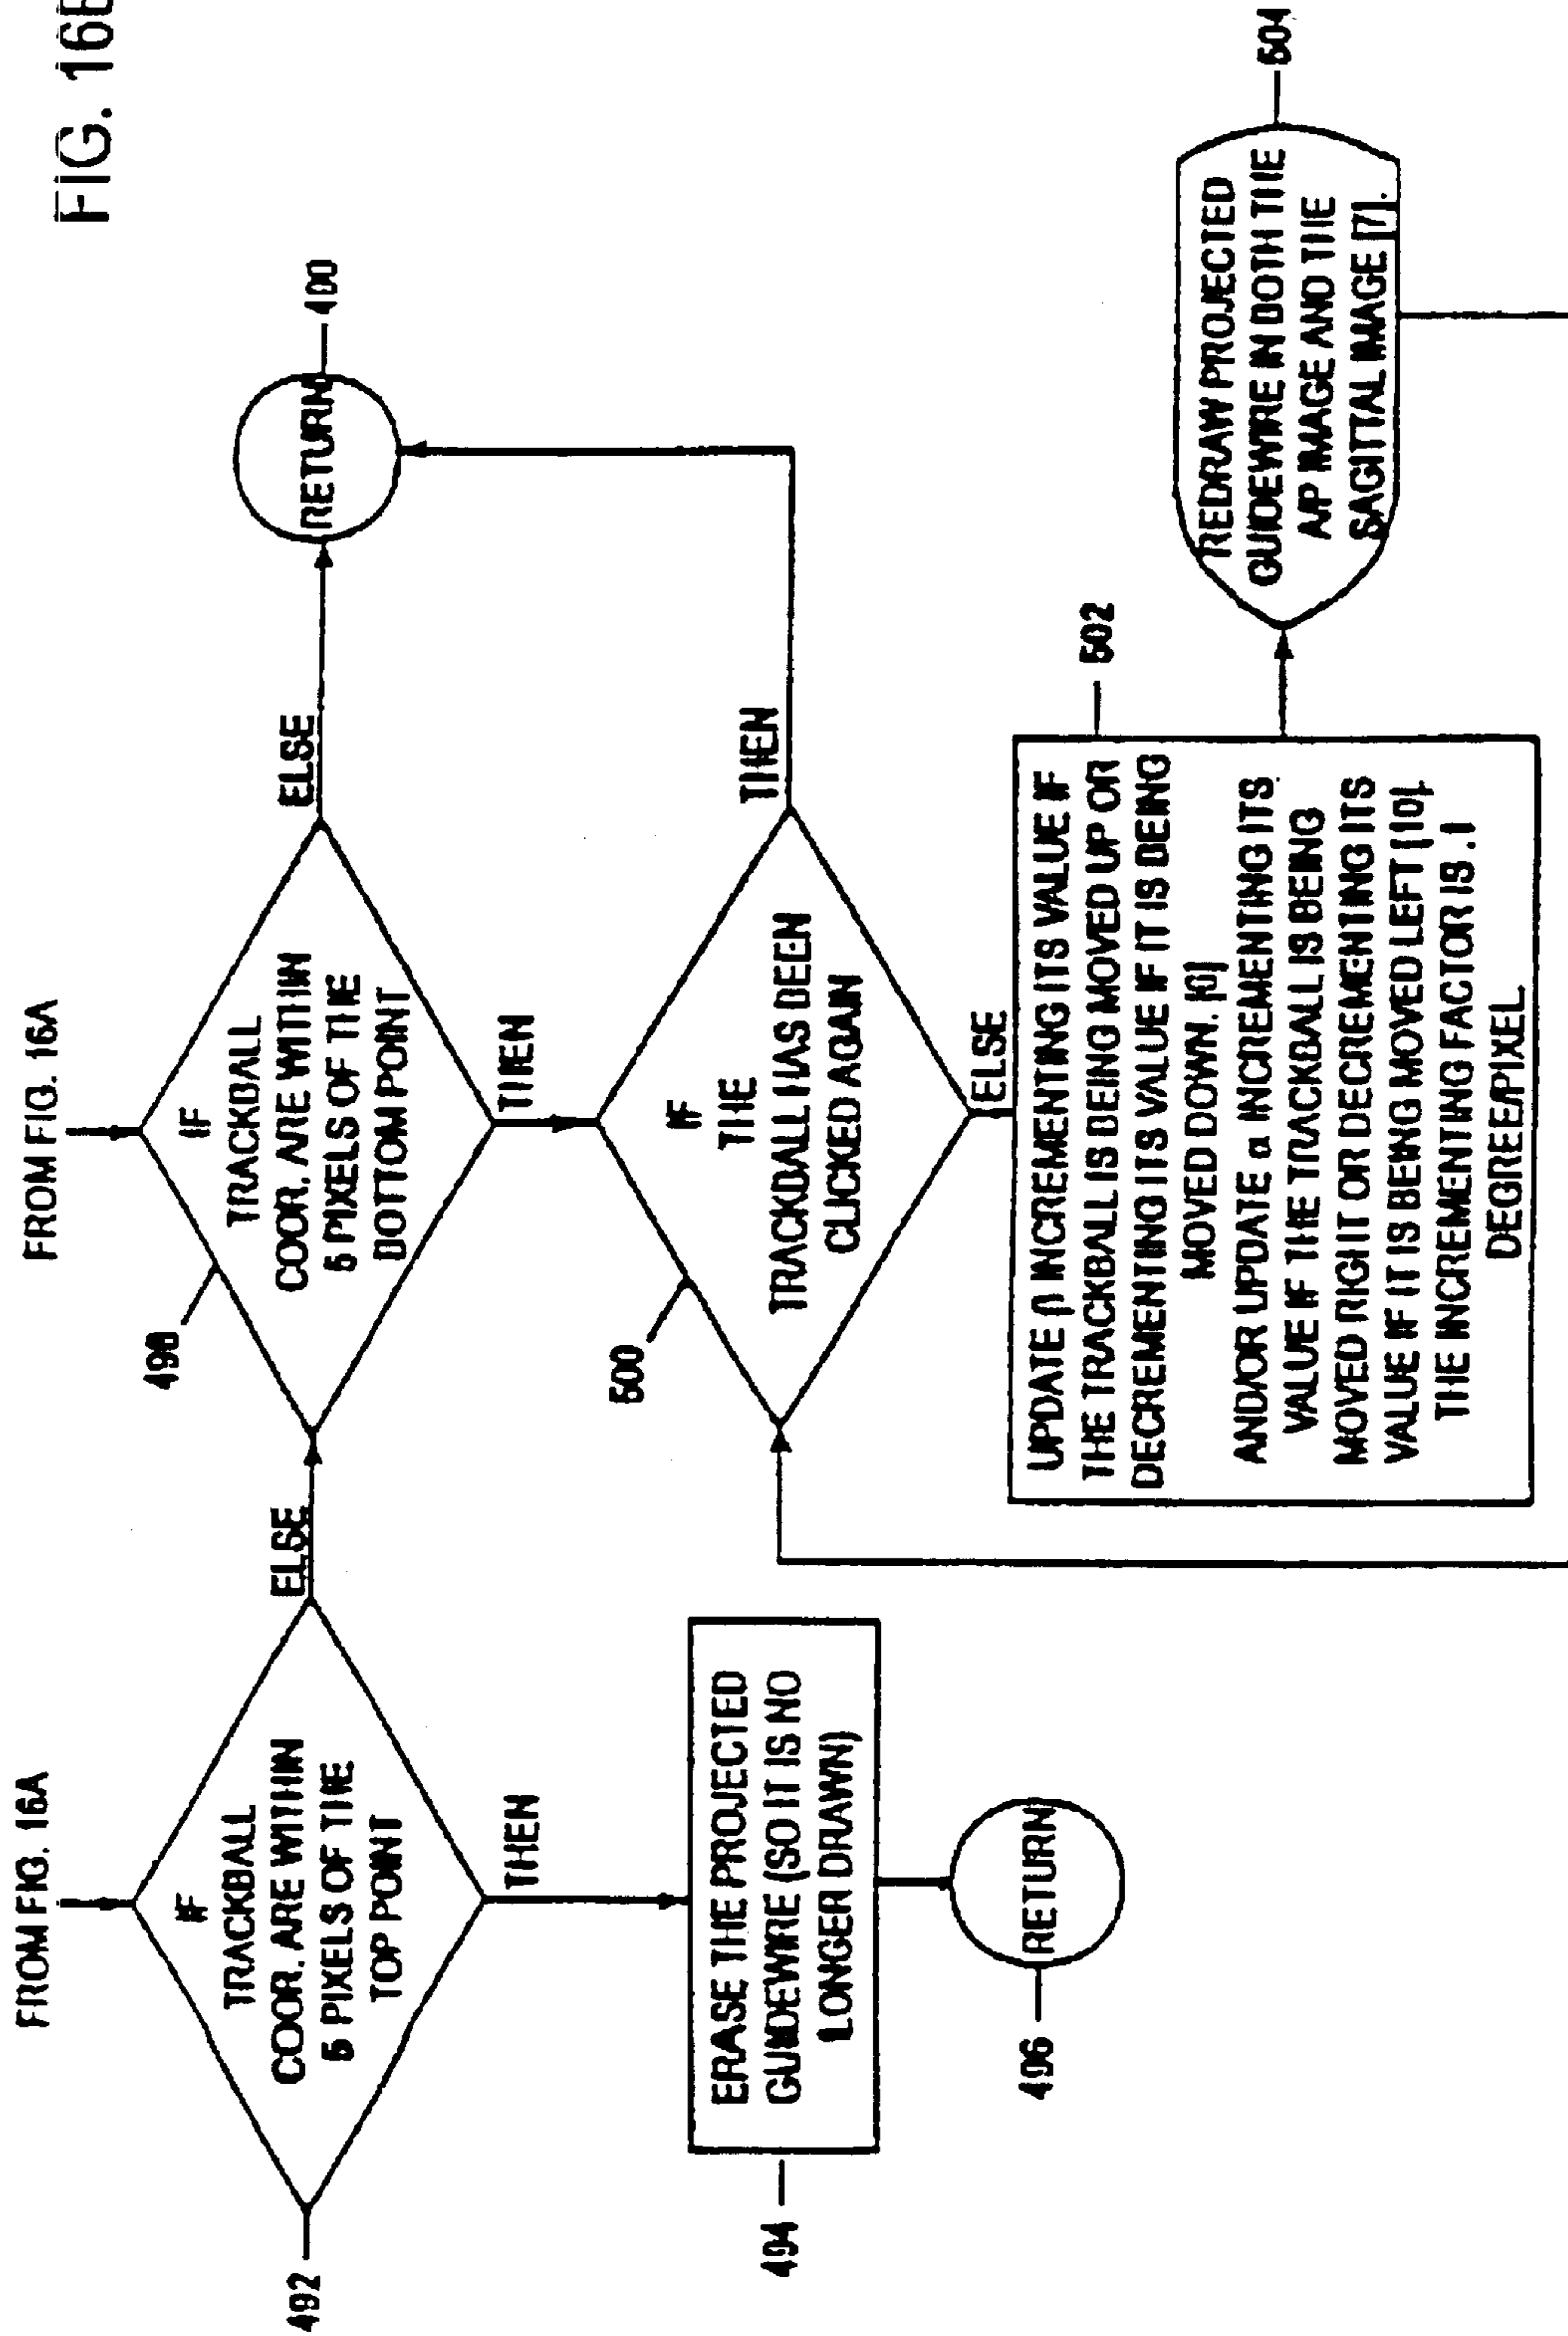 FIG. 16B
FROM FIG. 16A
IF
TRACKBALL
COOR. ARE WITHIN
5 PIXELS OF THE
TOP POINT
492
ELSE
THEN
ERASE THE PROJECTED
GUIDEWIRE (SO IT IS NO
LONGER DRAWN)
494
RETURN
496
FROM FIG. 16A
IF
TRACKBALL
COOR. ARE WITHIN
5 PIXELS OF THE
BOTTOM POINT
498
ELSE
RETURN
THEN
IF
THE
TRACKBALL HAS BEEN
CLICKED AGAIN
500
THEN
ELSE
UPDATE INCREMENTING ITS VALUE IF
THE TRACKBALL IS BEING MOVED UP OR
DECREMENTING ITS VALUE IF IT IS BEING
MOVED DOWN.
AND/OR UPDATE α INCREMENTING ITS
VALUE IF THE TRACKBALL IS BEING
MOVED RIGHT OR DECREMENTING ITS
VALUE IF IT IS BEING MOVED LEFT [10].
THE INCREMENTING FACTOR IS .1
DEGREE/PIXEL.
502
REDRAW PROJECTED
GUIDEWIRE IN BOTH THE
A/P IMAGE AND THE
SAGITTAL IMAGE [7].
504